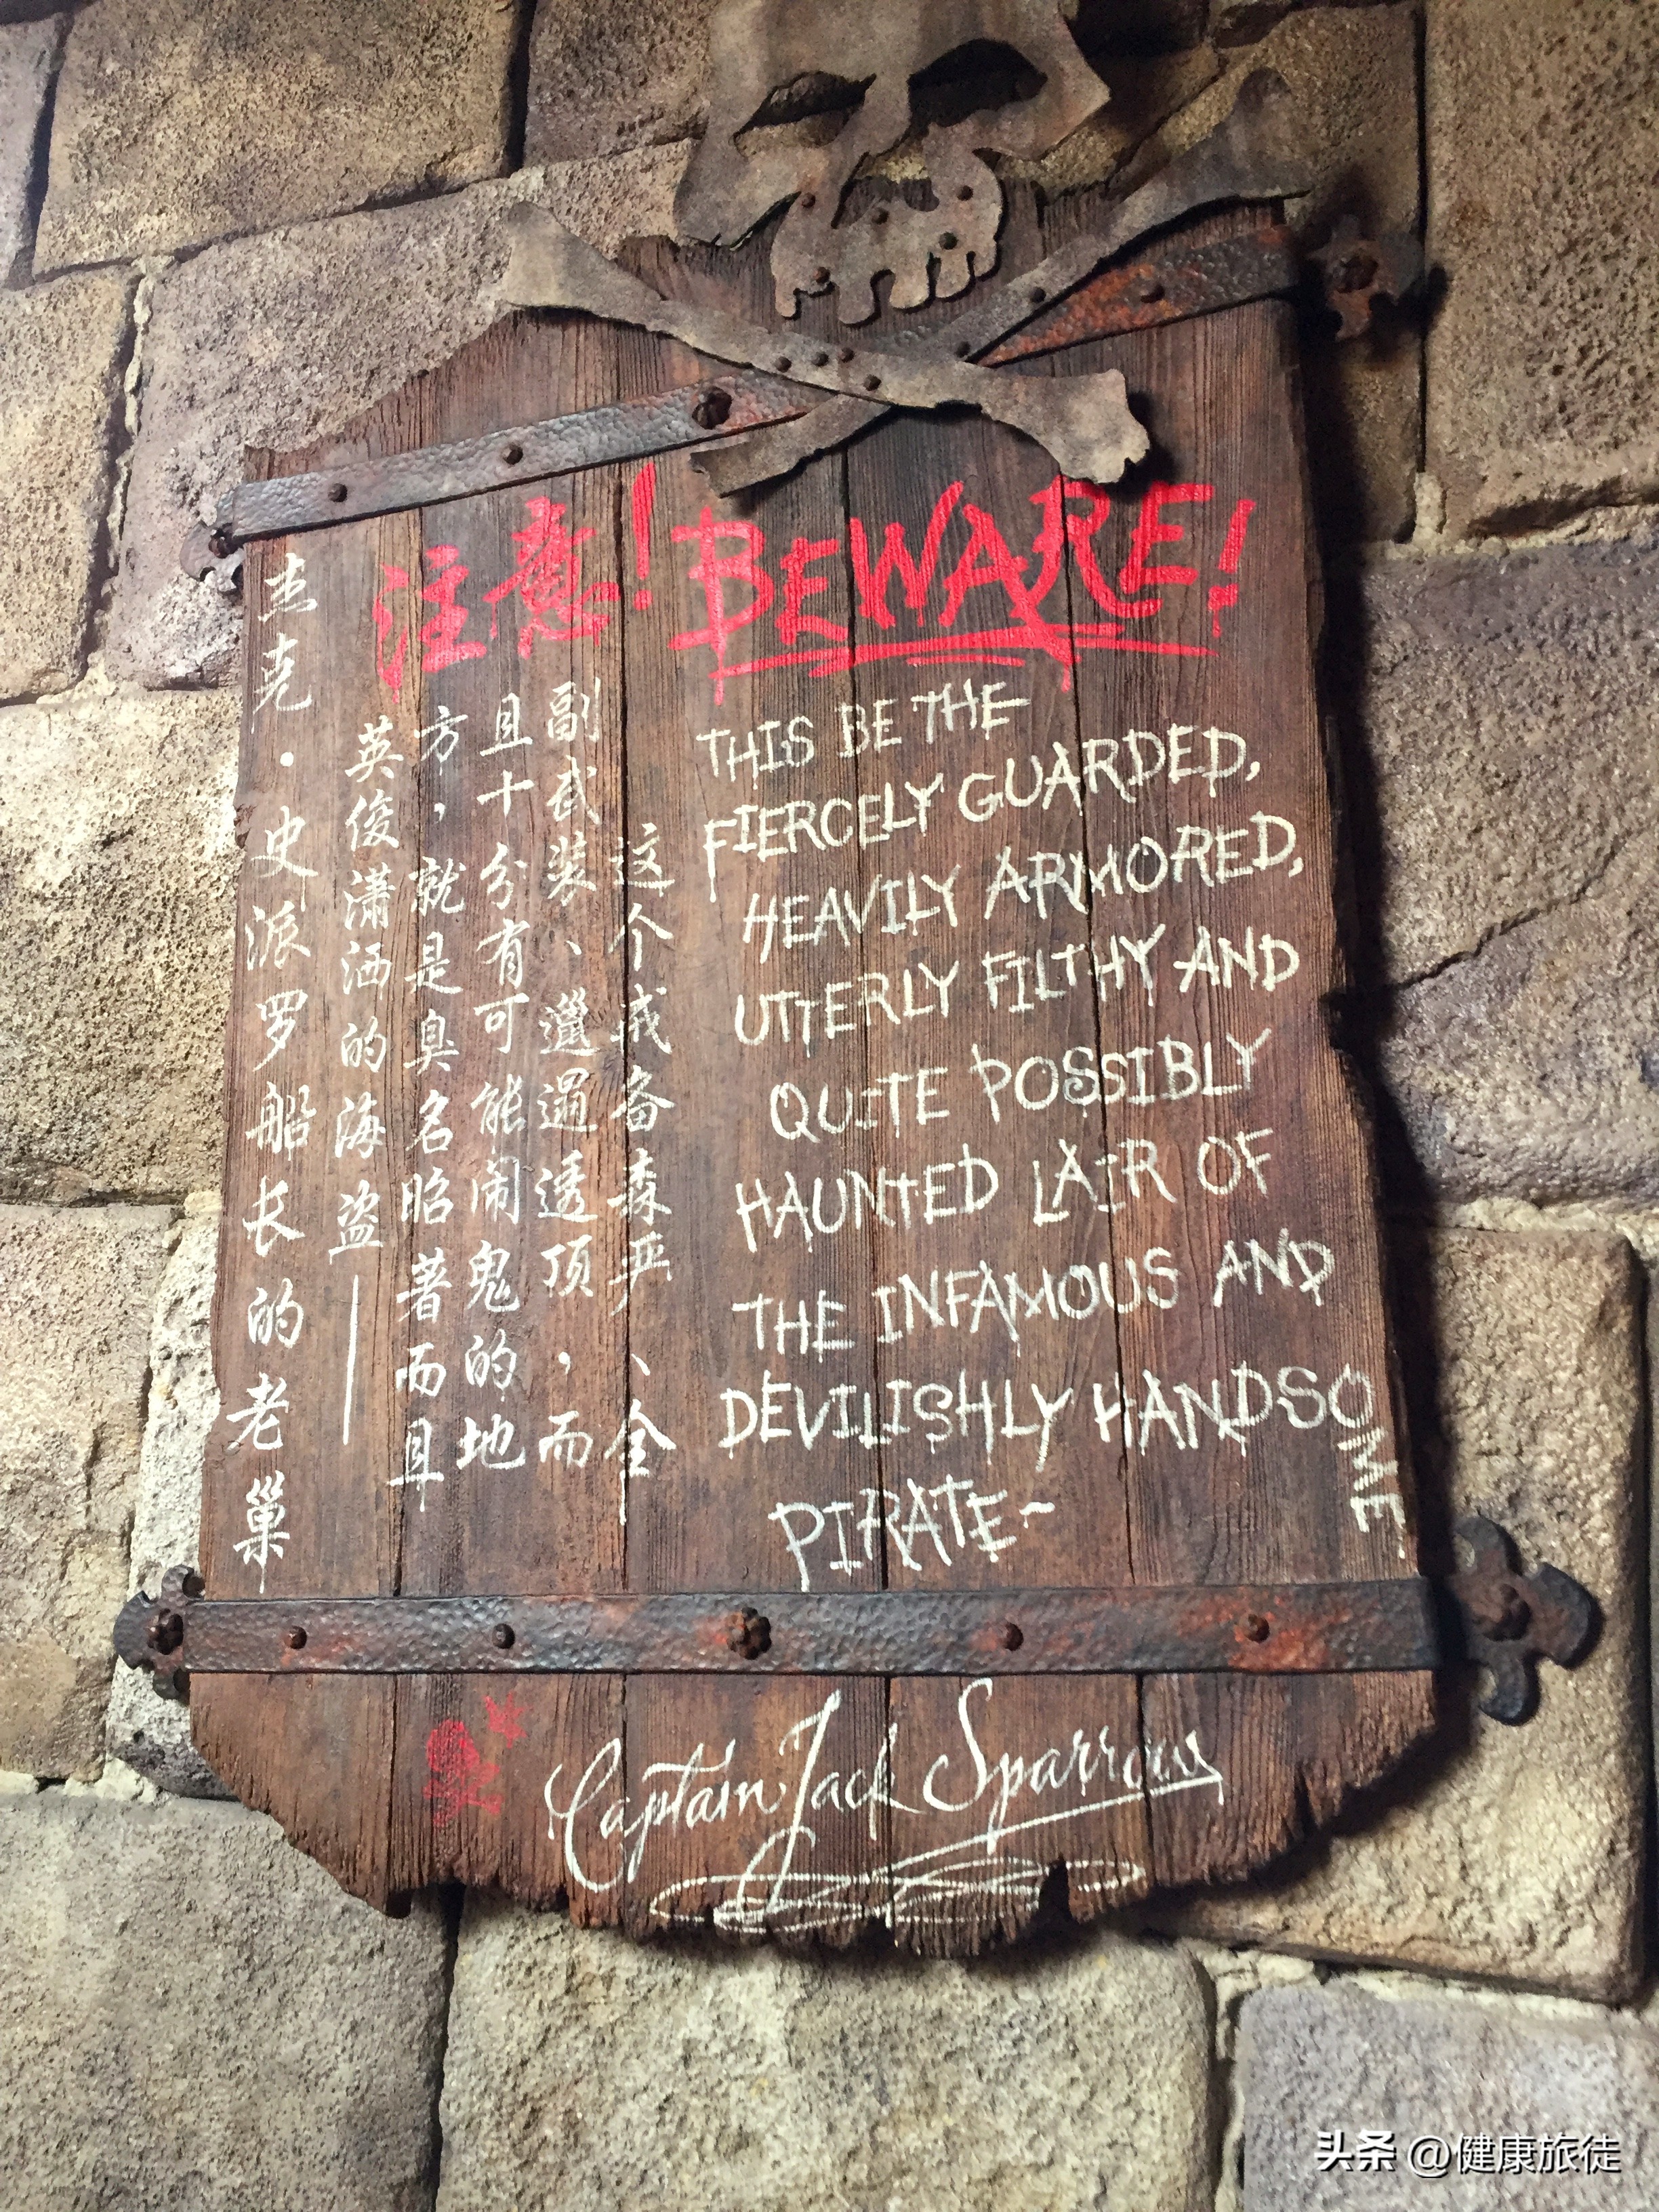 注意! BEWARE!
这个戒备森严、全
副武装、邋遢透顶，而
且十分有可能闹鬼的地
方，就是臭名昭著而且
英俊潇洒的海盗——
杰克·史派罗船长的老巢
THIS BE THE
FIERCELY GUARDED,
HEAVILY ARMORED,
UTTERLY FILTHY AND
QUITE POSSIBLY
HAUNTED LAIR OF
THE INFAMOUS AND
DEVILISHLY HANDSOME
PIRATE~
Captain Jack Sparrow
头条 @健康旅徒